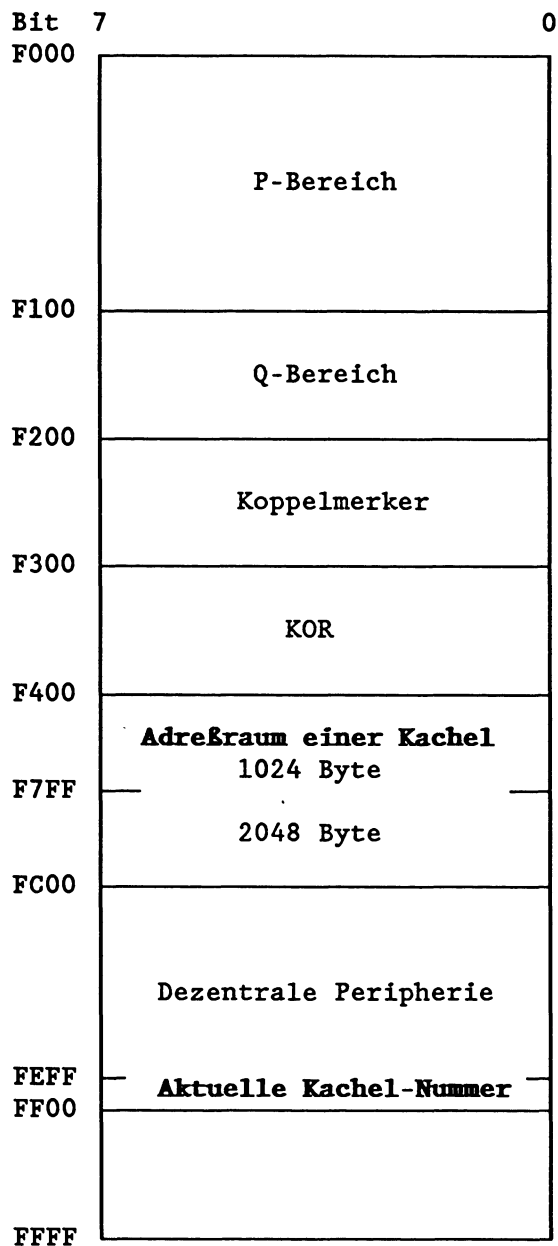 Bit 7 0
F000
P-Bereich
F100
Q-Bereich
F200
Koppelmerker
F300
KOR
F400
Adreßraum einer Kachel
1024 Byte
F7FF
2048 Byte
FC00
Dezentrale Peripherie
FEFF
Aktuelle Kachel-Nummer
FF00
FFFF